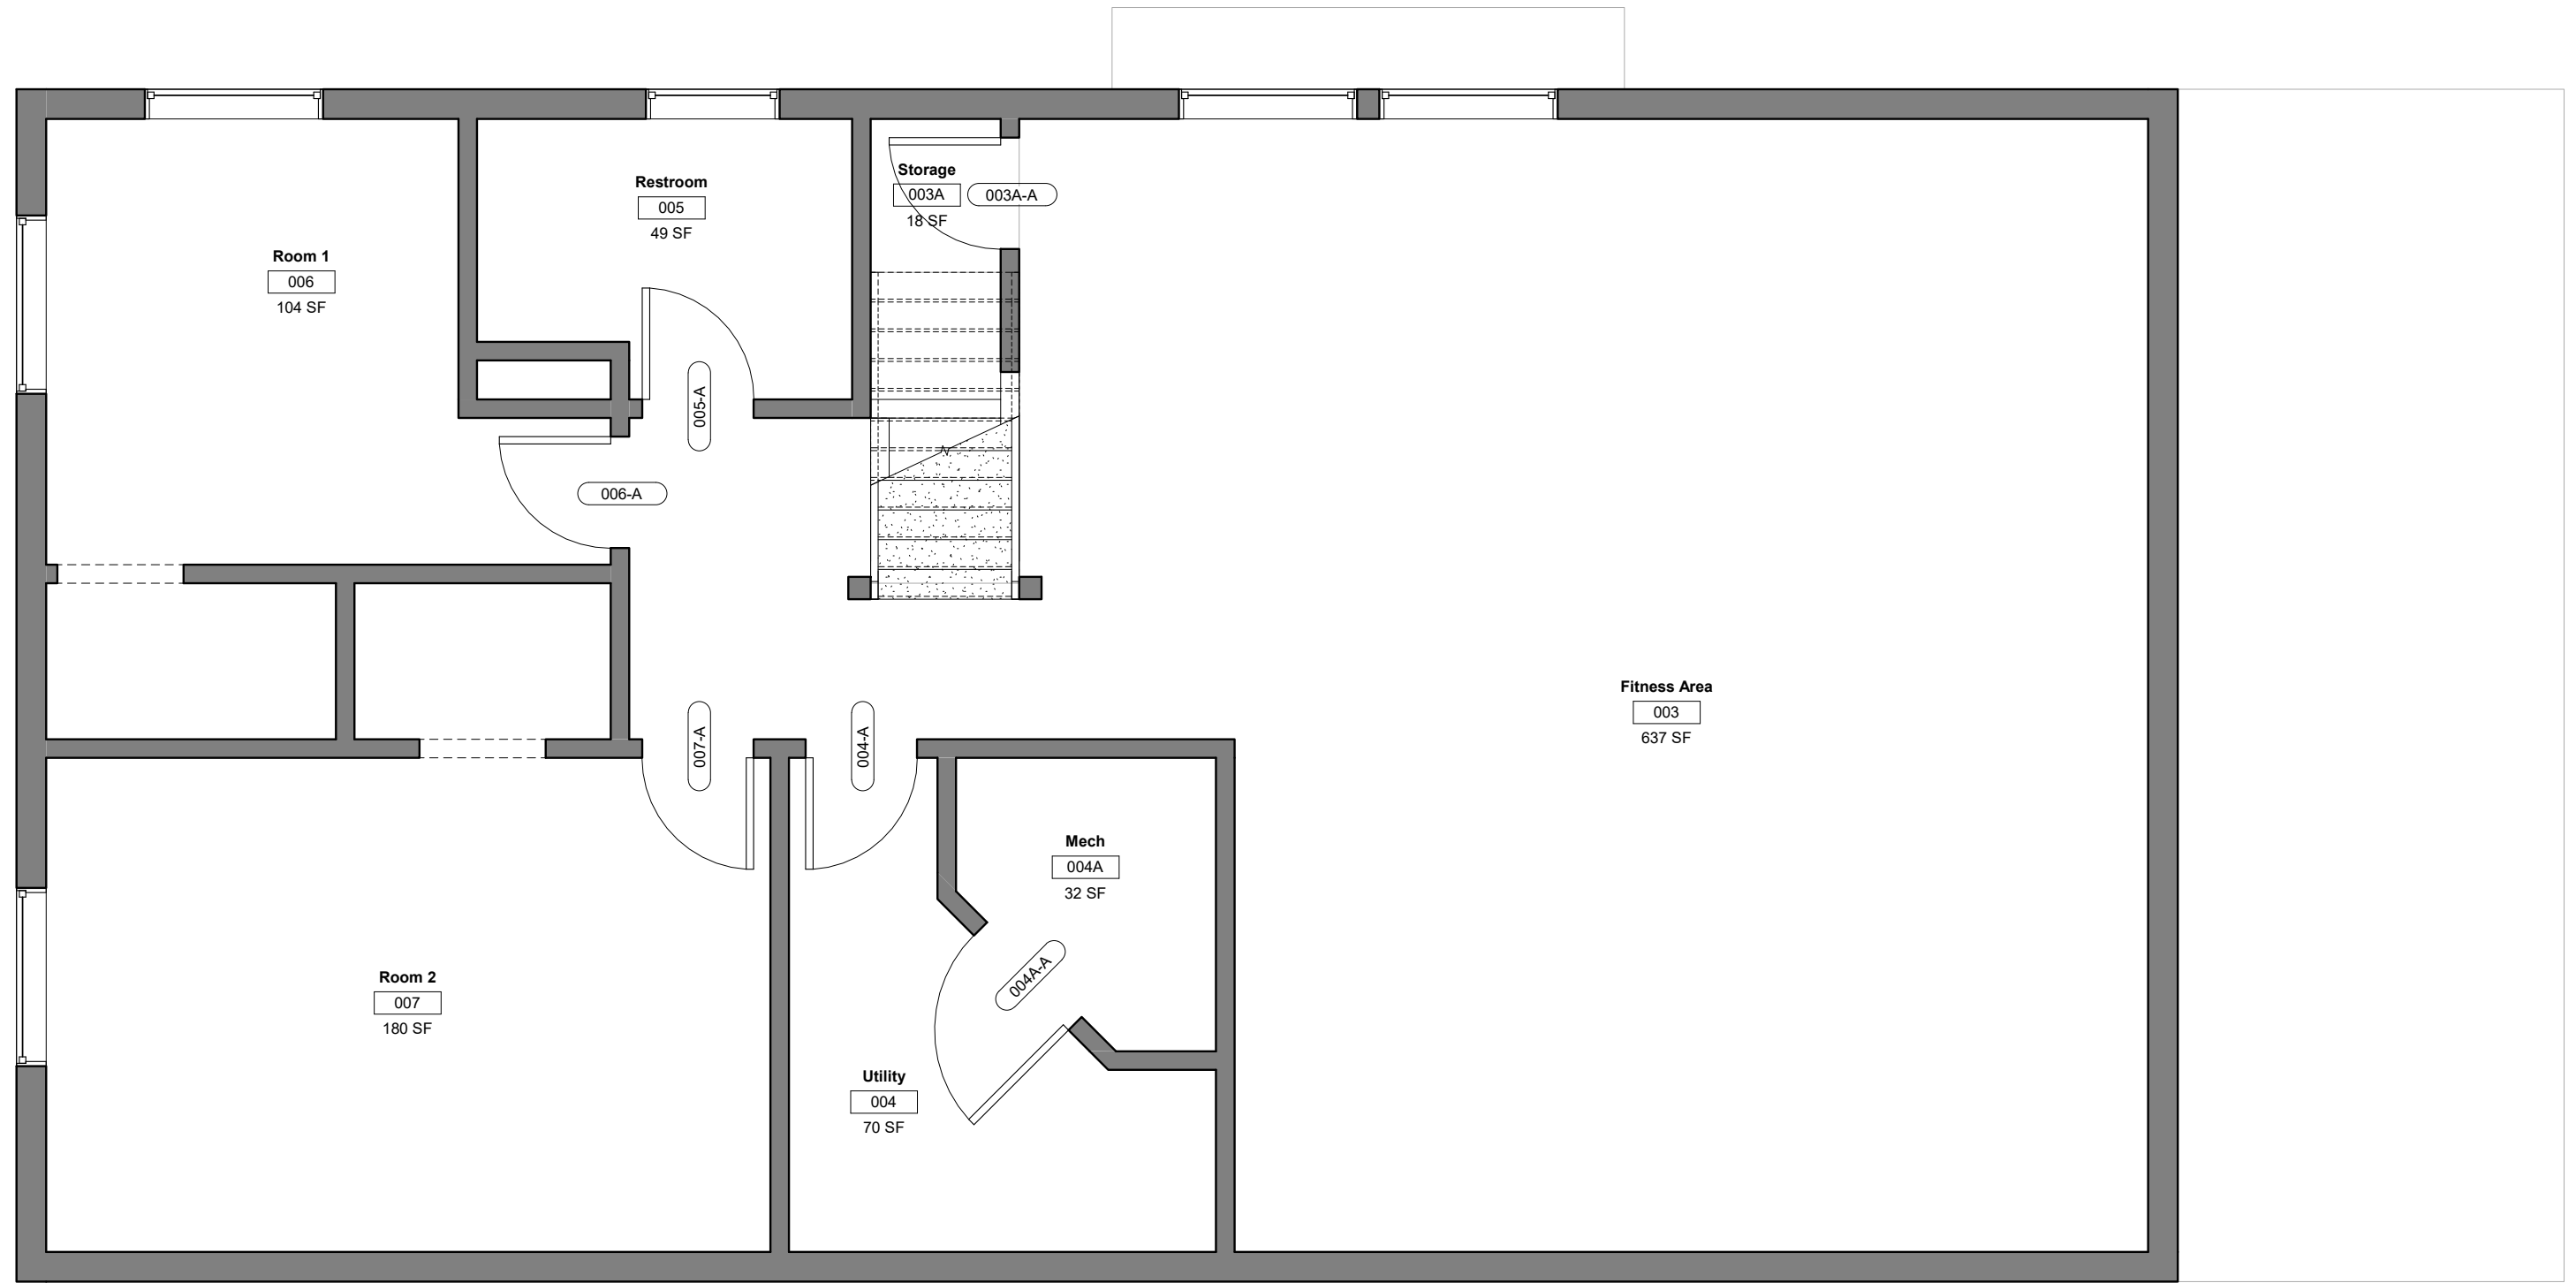 Storage
003A
18 SF
003A-A
Restroom
005
49 SF
Room 1
006
104 SF
005-A
006-A
Fitness Area
003
637 SF
007-A
004-A
Mech
004A
32 SF
004A-A
Room 2
007
180 SF
Utility
004
70 SF